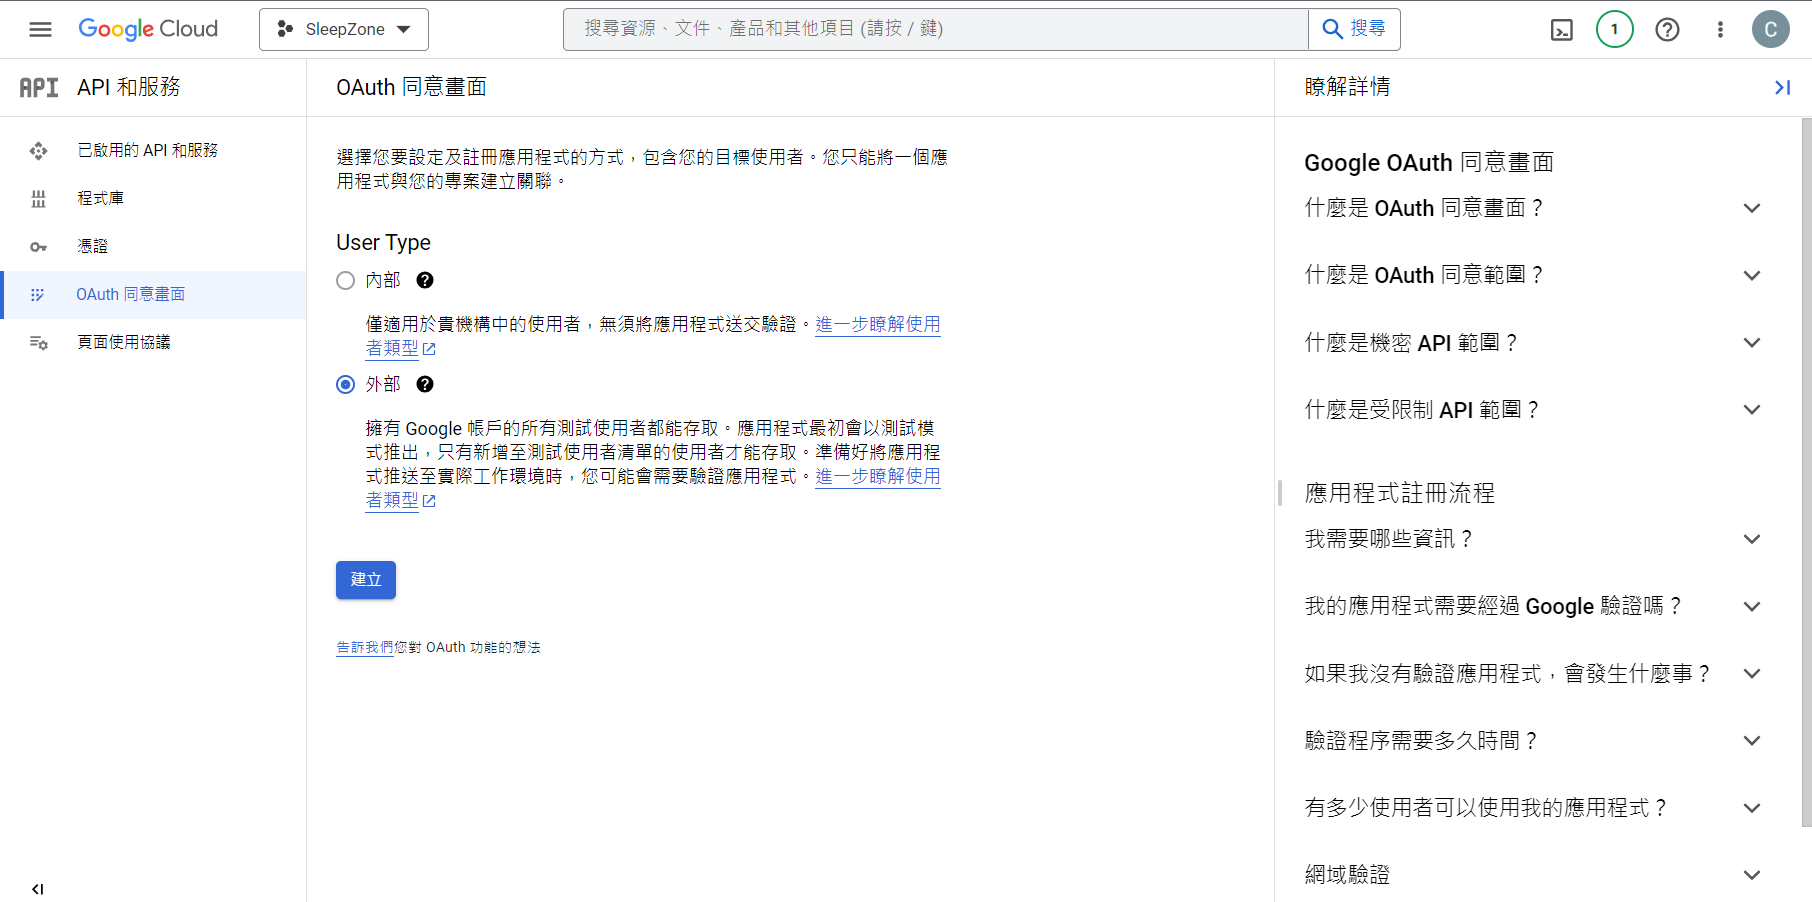 Google Cloud
SleepZone
搜尋資源、文件、產品和其他項目 (請按 / 鍵)
搜尋
1
C
API
API 和服務
已啟用的 API 和服務
程式庫
憑證
OAuth 同意畫面
頁面使用協議
OAuth 同意畫面
選擇您要設定及註冊應用程式的方式，包含您的目標使用者。您只能將一個應
用程式與您的專案建立關聯。
User Type
內部
僅適用於貴機構中的使用者，無須將應用程式送交驗證。進一步瞭解使用
者類型
外部
擁有 Google 帳戶的所有測試使用者都能存取。應用程式最初會以測試模
式推出，只有新增至測試使用者清單的使用者才能存取。準備好將應用程
式推送至實際工作環境時，您可能會需要驗證應用程式。進一步瞭解使用
者類型
建立
告訴我們您對 OAuth 功能的想法
瞭解詳情
Google OAuth 同意畫面
什麼是 OAuth 同意畫面？
什麼是 OAuth 同意範圍？
什麼是機密 API 範圍？
什麼是受限制 API 範圍？
應用程式註冊流程
我需要哪些資訊？
我的應用程式需要經過 Google 驗證嗎？
如果我沒有驗證應用程式，會發生什麼事？
驗證程序需要多久時間？
有多少使用者可以使用我的應用程式？
網域驗證